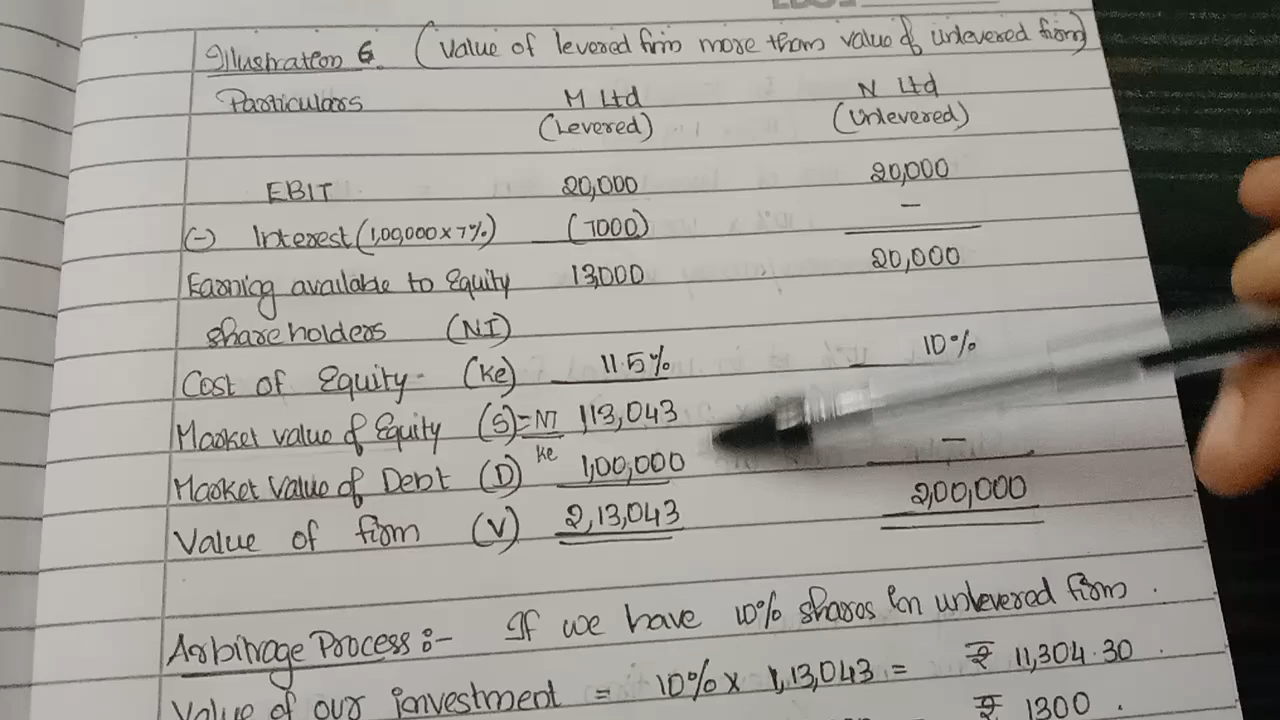 Illustration 6. (Value of levered firm more than value of unlevered firm)
Particulars M Ltd N Ltd
(Levered) (Unlevered)
EBIT 20,000 20,000
(-) Interest (1,00,000 x 7%) (7000) –
Earning available to Equity 13,000 20,000
shareholders (NI)
Cost of Equity- (Ke) 11.5% 10%
Market value of Equity (S) = NI 1,13,043
Ke
Market Value of Debt (D) 1,00,000 –
Value of firm (V) 2,13,043 2,00,000
Arbitrage Process :- If we have 10% shares in unlevered firm.
Value of our investment = 10% x 1,13,043 = ₹ 11,304.30
₹ 1300.